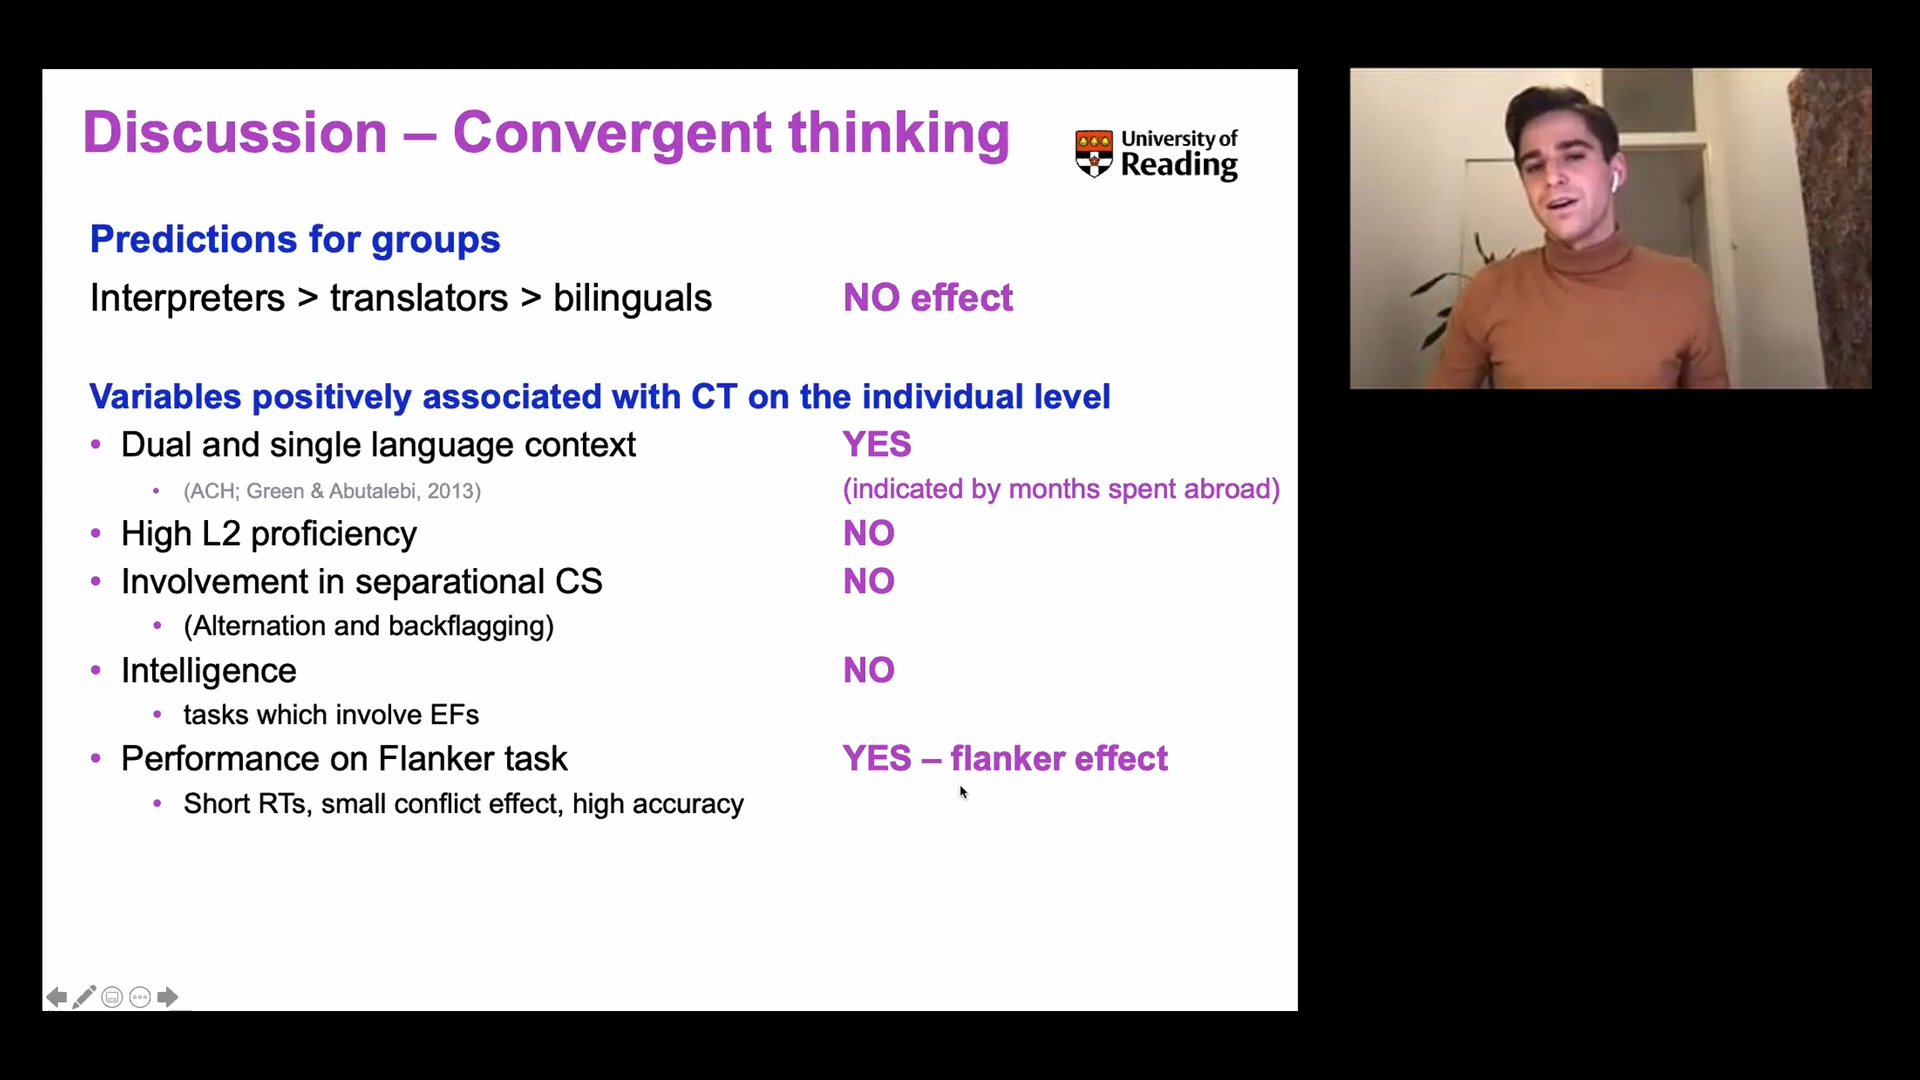 Discussion – Convergent thinking
University of
Reading
Predictions for groups
Interpreters > translators > bilinguals NO effect
Variables positively associated with CT on the individual level
• Dual and single language context YES
• (ACH; Green & Abutalebi, 2013) (indicated by months spent abroad)
• High L2 proficiency NO
• Involvement in separational CS NO
• (Alternation and backflagging)
• Intelligence NO
• tasks which involve EFs
• Performance on Flanker task YES – flanker effect
• Short RTs, small conflict effect, high accuracy